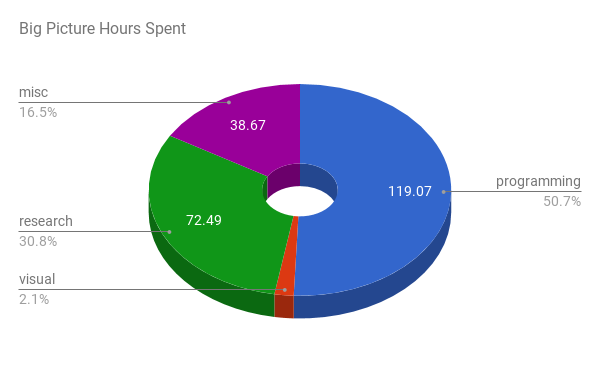 Big Picture Hours Spent
misc
16.5%
38.67
programming
119.07
50.7%
research
72.49
30.8%
visual
2.1%